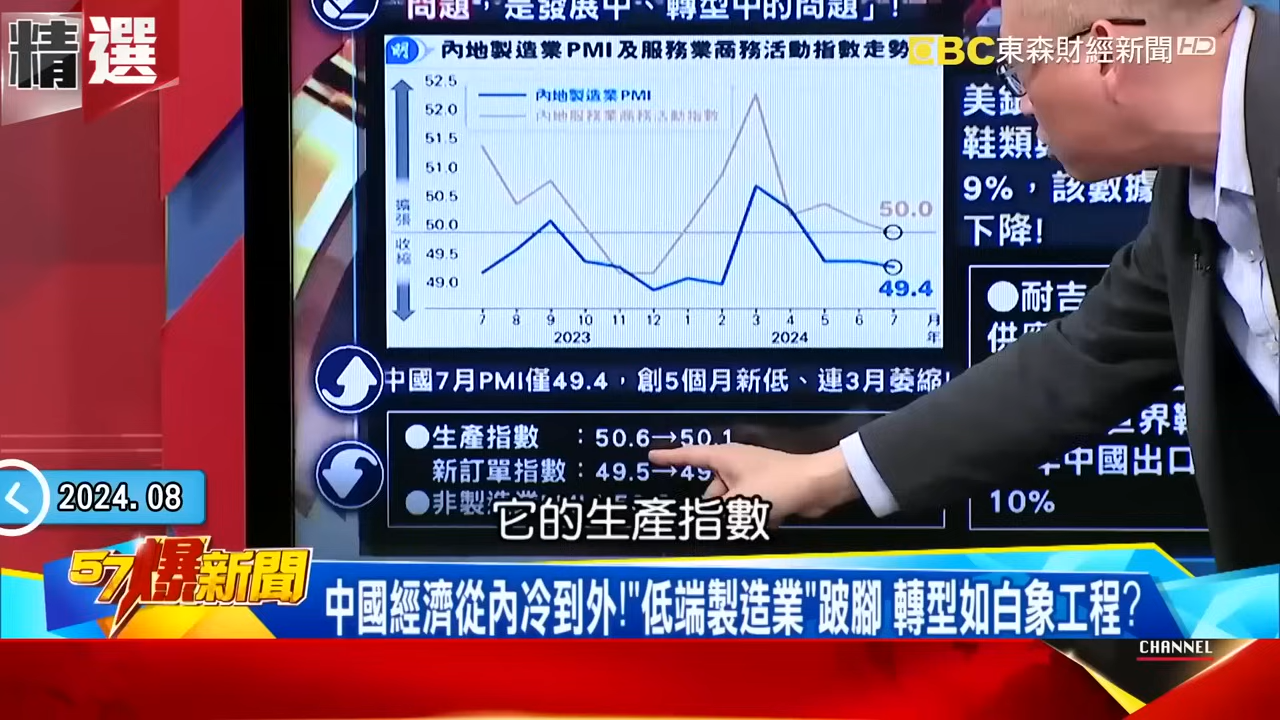 精選
問題，是發展中、轉型中的問題」！
明 內地製造業PMI及服務業商務活動指數走勢
EBC 東森財經新聞 HD
內地製造業PMI
內地服務業商務活動指數
52.5
52.0
51.5
51.0
50.5
50.0
49.5
49.0
擴張
收縮
50.0
49.4
7 8 9 10 11 12 1 2 3 4 5 6 7 月
2023 2024 年
美
鞋類
9%，該數據
下降!
中國7月PMI僅49.4，創5個月新低、連3月萎縮!
●生產指數 ：50.6→50.1
新訂單指數：49.5→49
●非製造
●耐吉
供應
世界鞋
中國出口
10%
它的生產指數
2024. 08
57爆新聞
中國經濟從內冷到外!"低端製造業"跛腳 轉型如白象工程?
CHANNEL